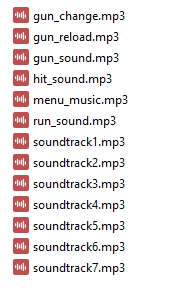 gun_change.mp3
gun_reload.mp3
gun_sound.mp3
hit_sound.mp3
menu_music.mp3
run_sound.mp3
soundtrack1.mp3
soundtrack2.mp3
soundtrack3.mp3
soundtrack4.mp3
soundtrack5.mp3
soundtrack6.mp3
soundtrack7.mp3